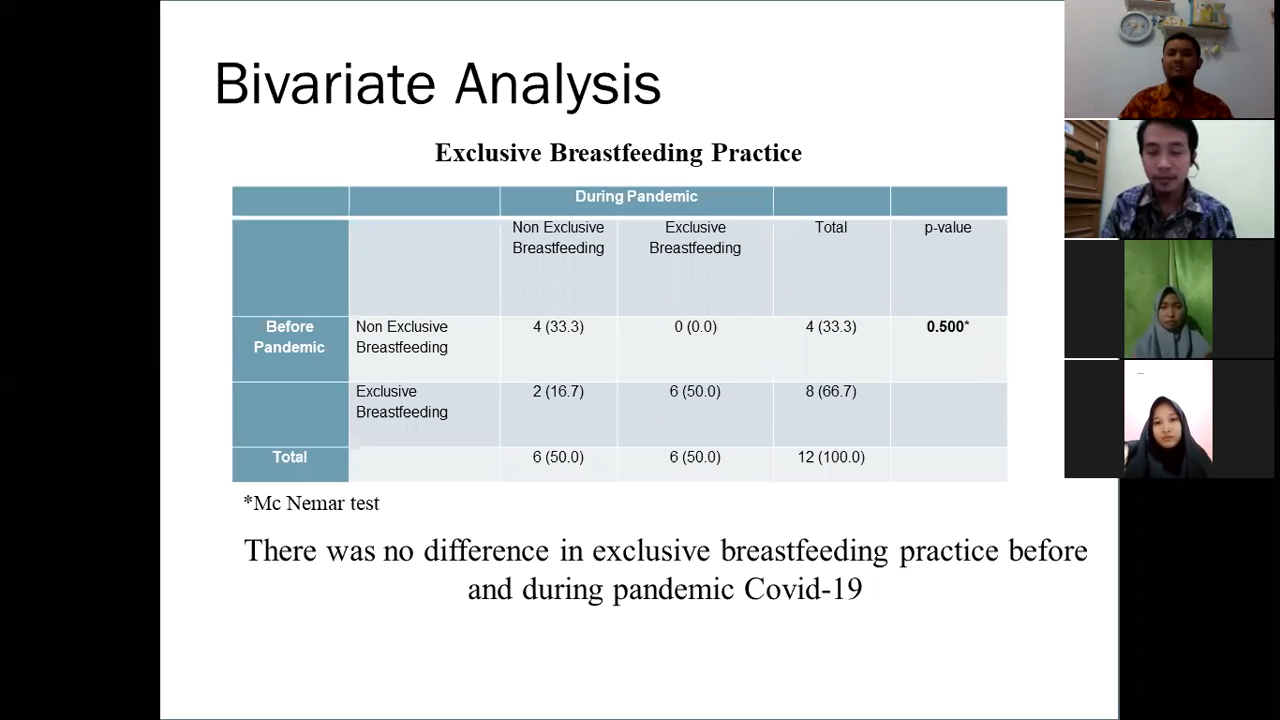 Bivariate Analysis
Exclusive Breastfeeding Practice
During Pandemic
Non Exclusive Breastfeeding
Exclusive Breastfeeding
Total
p-value
Before Pandemic
Non Exclusive Breastfeeding
4 (33.3)
0 (0.0)
4 (33.3)
0.500*
Exclusive Breastfeeding
2 (16.7)
6 (50.0)
8 (66.7)
Total
6 (50.0)
6 (50.0)
12 (100.0)
*Mc Nemar test
There was no difference in exclusive breastfeeding practice before
and during pandemic Covid-19